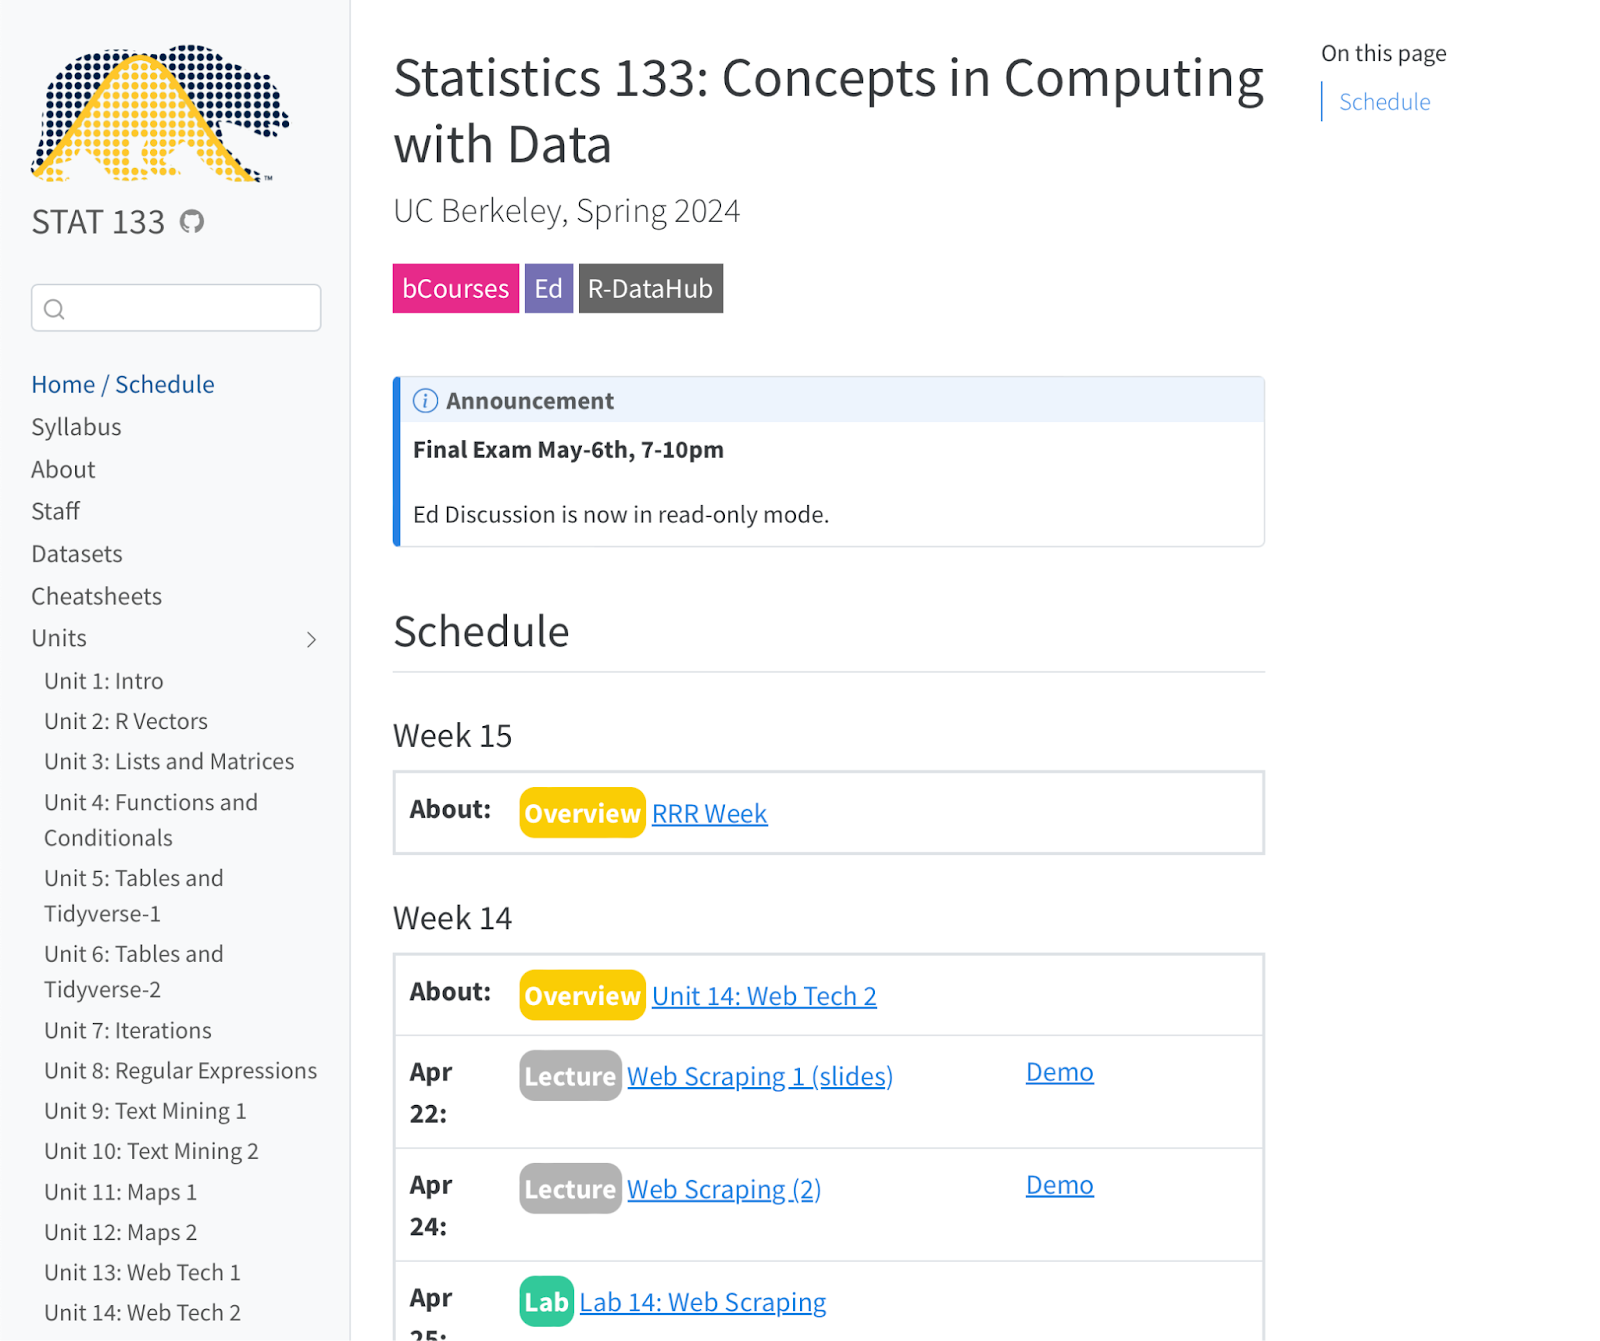 STAT 133
Home / Schedule
Syllabus
About
Staff
Datasets
Cheatsheets
Units
Unit 1: Intro
Unit 2: R Vectors
Unit 3: Lists and Matrices
Unit 4: Functions and
Conditionals
Unit 5: Tables and
Tidyverse-1
Unit 6: Tables and
Tidyverse-2
Unit 7: Iterations
Unit 8: Regular Expressions
Unit 9: Text Mining 1
Unit 10: Text Mining 2
Unit 11: Maps 1
Unit 12: Maps 2
Unit 13: Web Tech 1
Unit 14: Web Tech 2
Statistics 133: Concepts in Computing
with Data
UC Berkeley, Spring 2024
bCourses Ed R-DataHub
Announcement
Final Exam May-6th, 7-10pm
Ed Discussion is now in read-only mode.
Schedule
Week 15
About: Overview RRR Week
Week 14
About: Overview Unit 14: Web Tech 2
Apr
22:
Lecture Web Scraping 1 (slides) Demo
Apr
24:
Lecture Web Scraping (2) Demo
Apr
25:
Lab Lab 14: Web Scraping
On this page
Schedule